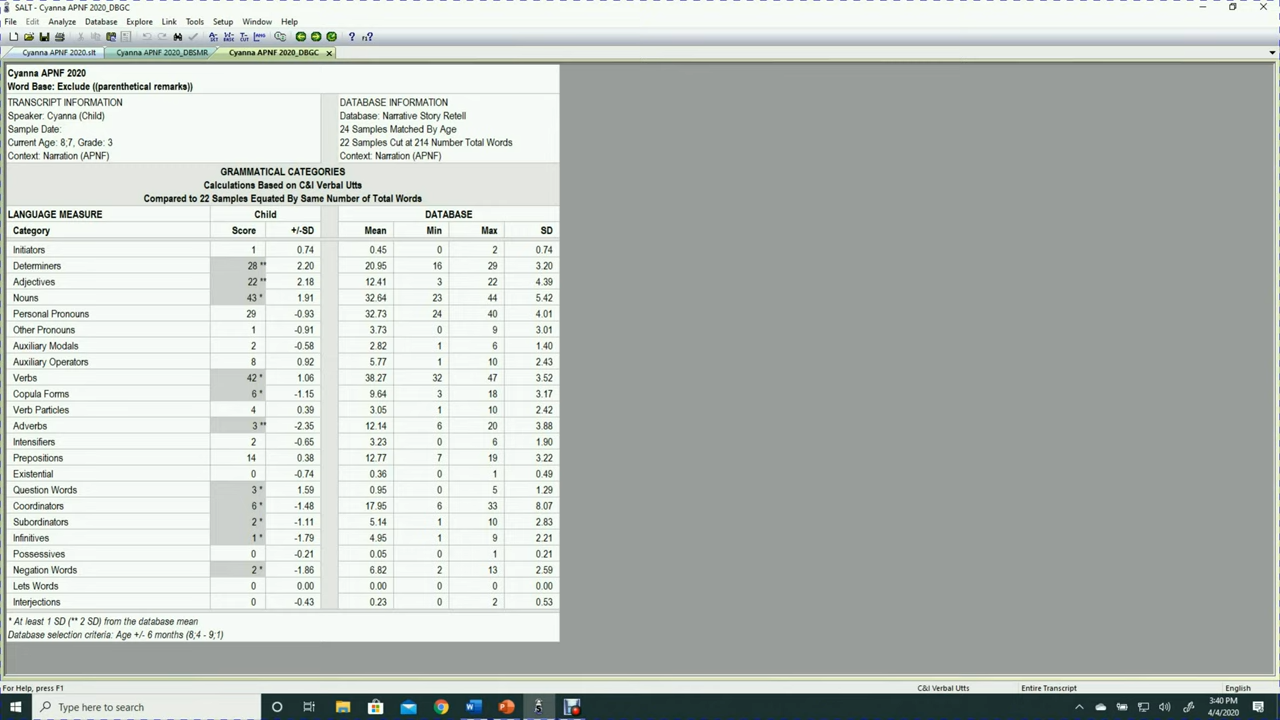 SALT - Cyanna APNF 2020_DBGC
File Edit Analyze Database Explore Link Tools Setup Window Help
Cyanna APNF 2020.slt Cyanna APNF 2020_DBSMR Cyanna APNF 2020_DBGC
Cyanna APNF 2020
Word Base: Exclude ((parenthetical remarks))
TRANSCRIPT INFORMATION DATABASE INFORMATION
Speaker: Cyanna (Child) Database: Narrative Story Retell
Sample Date: 24 Samples Matched By Age
Current Age: 8;7, Grade: 3 22 Samples Cut at 214 Number Total Words
Context: Narration (APNF) Context: Narration (APNF)
GRAMMATICAL CATEGORIES
Calculations Based on C&I Verbal Utts
Compared to 22 Samples Equated By Same Number of Total Words
LANGUAGE MEASURE Child DATABASE
Category Score +/-SD Mean Min Max SD
Initiators 1 0.74 0.45 0 2 0.74
Determiners 28 ** 2.20 20.95 16 29 3.20
Adjectives 22 ** 2.18 12.41 3 22 4.39
Nouns 43 * 1.91 32.64 23 44 5.42
Personal Pronouns 29 -0.93 32.73 24 40 4.01
Other Pronouns 1 -0.91 3.73 0 9 3.01
Auxiliary Modals 2 -0.58 2.82 1 6 1.40
Auxiliary Operators 8 0.92 5.77 1 10 2.43
Verbs 42 * 1.06 38.27 32 47 3.52
Copula Forms 6 * -1.15 9.64 3 18 3.17
Verb Particles 4 0.39 3.05 1 10 2.42
Adverbs 3 ** -2.35 12.14 6 20 3.88
Intensifiers 2 -0.65 3.23 0 6 1.90
Prepositions 14 0.38 12.77 7 19 3.22
Existential 0 -0.74 0.36 0 1 0.49
Question Words 3 * 1.59 0.95 0 5 1.29
Coordinators 6 * -1.48 17.95 6 33 8.07
Subordinators 2 * -1.11 5.14 1 10 2.83
Infinitives 1 * -1.79 4.95 1 9 2.21
Possessives 0 -0.21 0.05 0 1 0.21
Negation Words 2 * -1.86 6.82 2 13 2.59
Lets Words 0 0.00 0.00 0 0 0.00
Interjections 0 -0.43 0.23 0 2 0.53
* At least 1 SD (** 2 SD) from the database mean
Database selection criteria: Age +/- 6 months (8;4 - 9;1)
For Help, press F1 C&I Verbal Utts Entire Transcript English
Type here to search
3:40 PM
4/4/2020